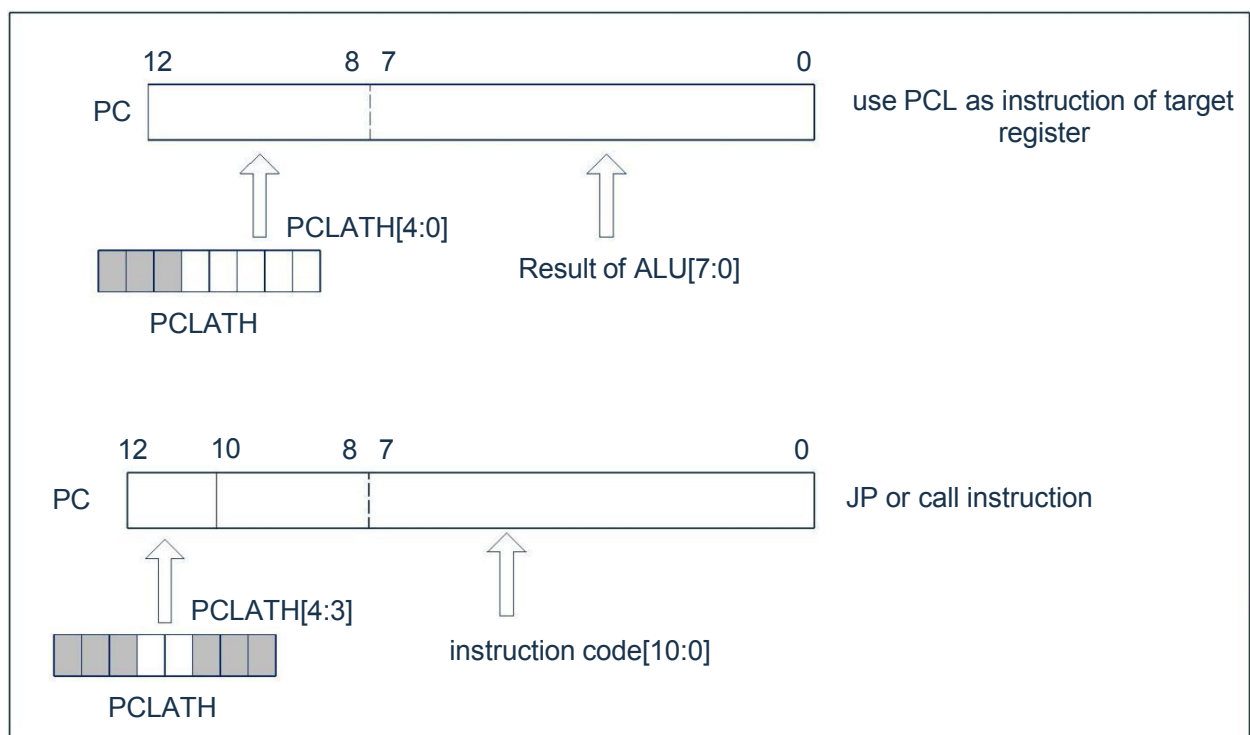 12 8 7 0
PC
use PCL as instruction of target
register
PCLATH[4:0]
Result of ALU[7:0]
PCLATH
12 10 8 7 0
PC
JP or call instruction
PCLATH[4:3]
instruction code[10:0]
PCLATH